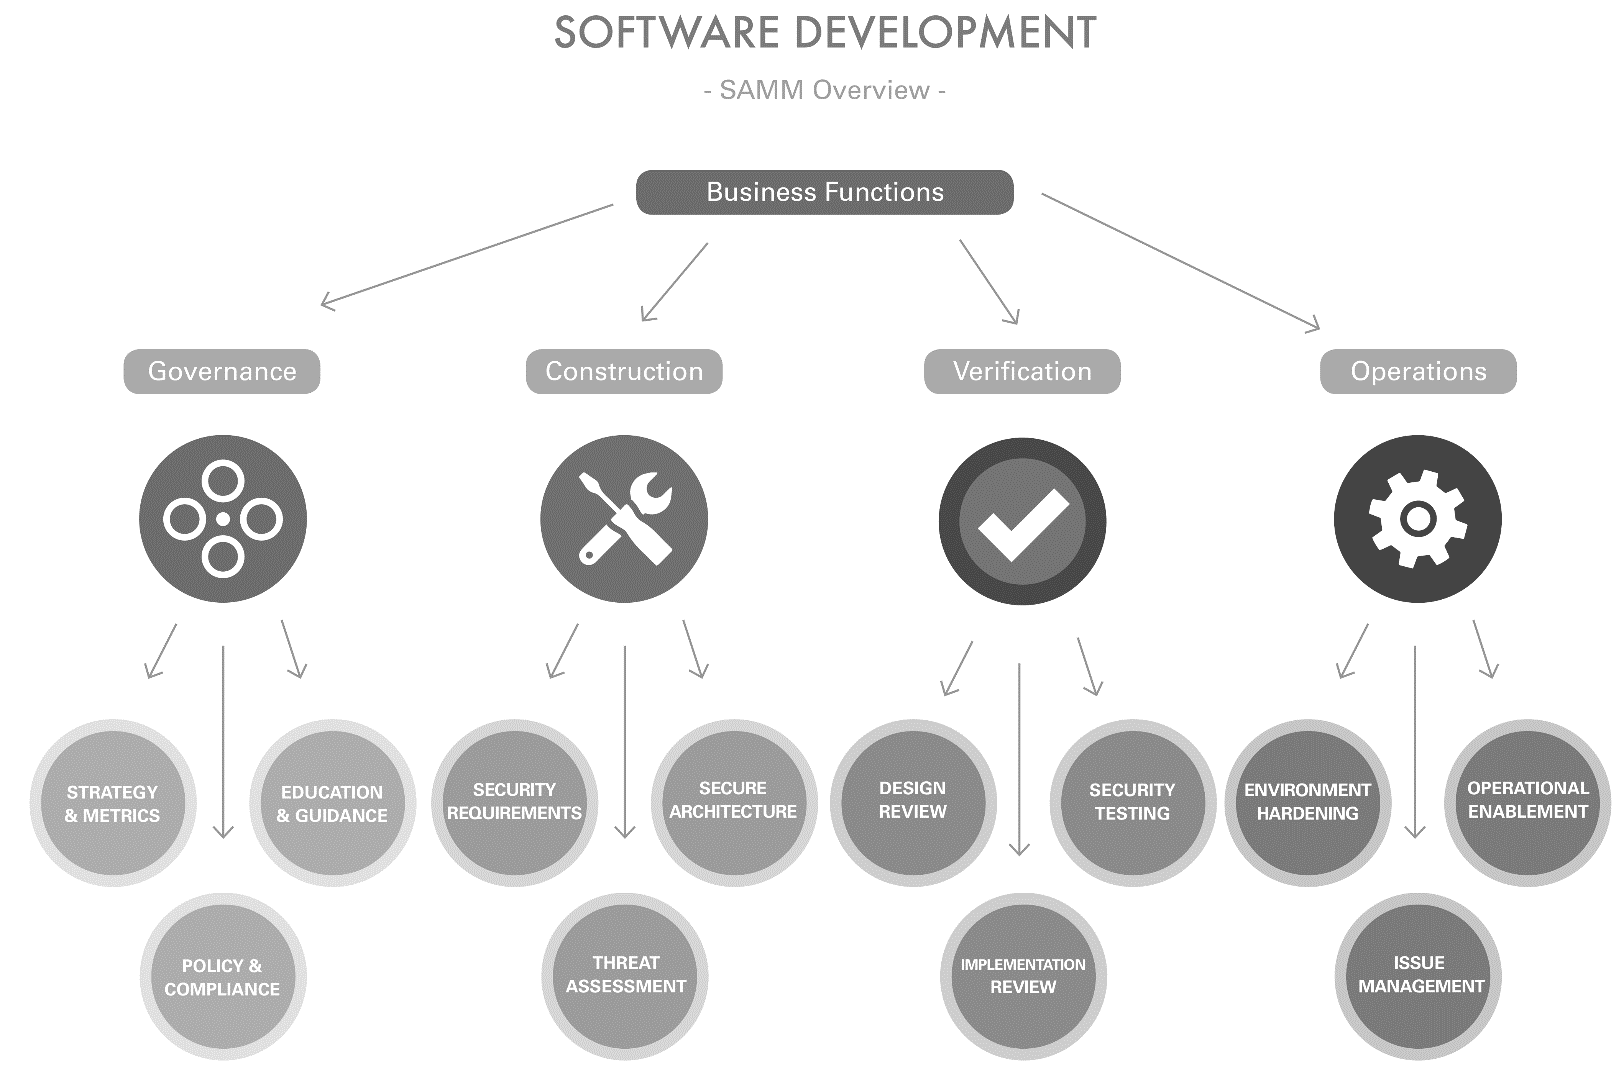 SOFTWARE DEVELOPMENT
- SAMM Overview -
Business Functions
Governance
Construction
Verification
Operations
STRATEGY
& METRICS
EDUCATION
& GUIDANCE
POLICY &
COMPLIANCE
SECURITY
REQUIREMENTS
SECURE
ARCHITECTURE
THREAT
ASSESSMENT
DESIGN
REVIEW
SECURITY
TESTING
IMPLEMENTATION
REVIEW
ENVIRONMENT
HARDENING
OPERATIONAL
ENABLEMENT
ISSUE
MANAGEMENT